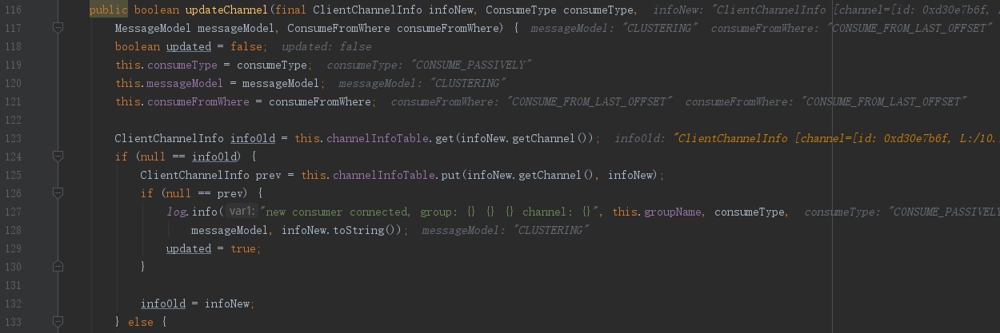 116 public boolean updateChannel(final ClientChannelInfo infoNew, ConsumeType consumeType, infoNew: "ClientChannelInfo [channel=[id: 0xd30e7b6f,
117 MessageModel messageModel, ConsumeFromWhere consumeFromWhere) { messageModel: "CLUSTERING" consumeFromWhere: "CONSUME_FROM_LAST_OFFSET"
118 boolean updated = false; updated: false
119 this.consumeType = consumeType; consumeType: "CONSUME_PASSIVELY"
120 this.messageModel = messageModel; messageModel: "CLUSTERING"
121 this.consumeFromWhere = consumeFromWhere; consumeFromWhere: "CONSUME_FROM_LAST_OFFSET" consumeFromWhere: "CONSUME_FROM_LAST_OFFSET"
122
123 ClientChannelInfo infoOld = this.channelInfoTable.get(infoNew.getChannel()); infoOld: "ClientChannelInfo [channel=[id: 0xd30e7b6f, L:/10.
124 if (null == infoOld) {
125 ClientChannelInfo prev = this.channelInfoTable.put(infoNew.getChannel(), infoNew);
126 if (null == prev) {
127 log.info( var1: "new consumer connected, group: {} {} {} channel: {}", this.groupName, consumeType, consumeType: "CONSUME_PASSIVELY
128 messageModel, infoNew.toString()); messageModel: "CLUSTERING"
129 updated = true;
130 }
131
132 infoOld = infoNew;
133 } else {